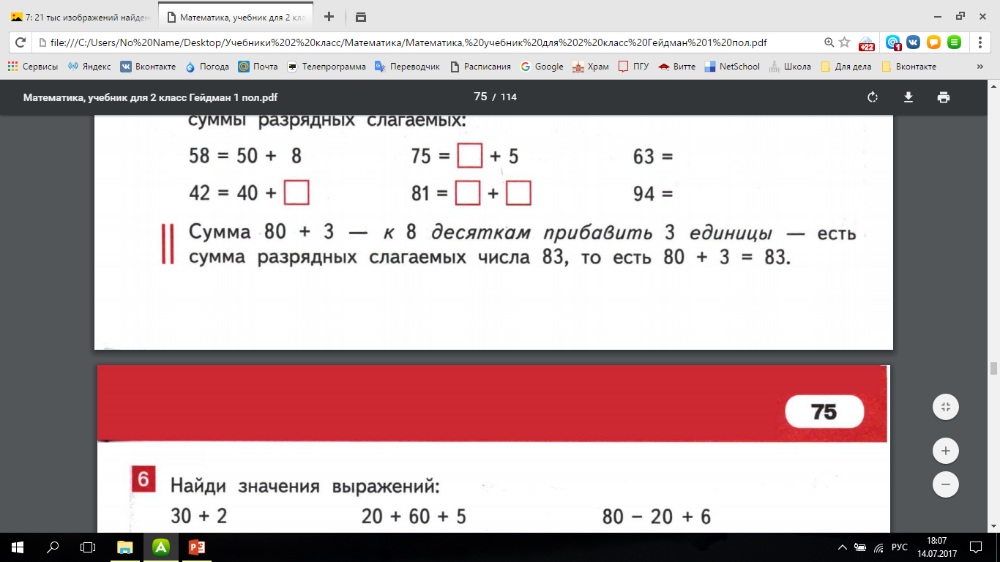 7: 21 тыс изображений найден
Математика, учебник для 2 кла
file:///C:/Users/No%20Name/Desktop/Учебники%202%20класс/Математика/Математика,%20учебник%20для%202%20класс%20Гейдман%201%20пол.pdf
+22
1
Сервисы Яндекс Вконтакте Погода Почта Телепрограмма Переводчик Расписания Google Храм ПГУ Витте NetSchool Школа Для дела Вконтакте »
Математика, учебник для 2 класс Гейдман 1 пол.pdf 75 / 114
суммы разрядных слагаемых:
58 = 50 + 8 75 = □ + 5 63 =
42 = 40 + □ 81 = □ + □ 94 =
Сумма 80 + 3 — к 8 десяткам прибавить 3 единицы — есть
сумма разрядных слагаемых числа 83, то есть 80 + 3 = 83.
75
6 Найди значения выражений:
30 + 2 20 + 60 + 5 80 − 20 + 6
РУС
18:07
14.07.2017